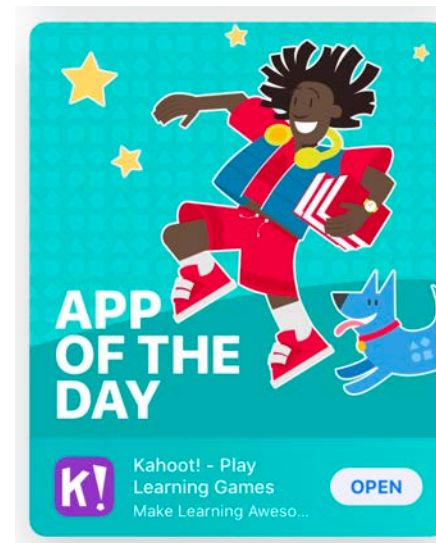 APP
OF THE
DAY
K!
Kahoot! - Play
Learning Games
OPEN
Make Learning Aweso...